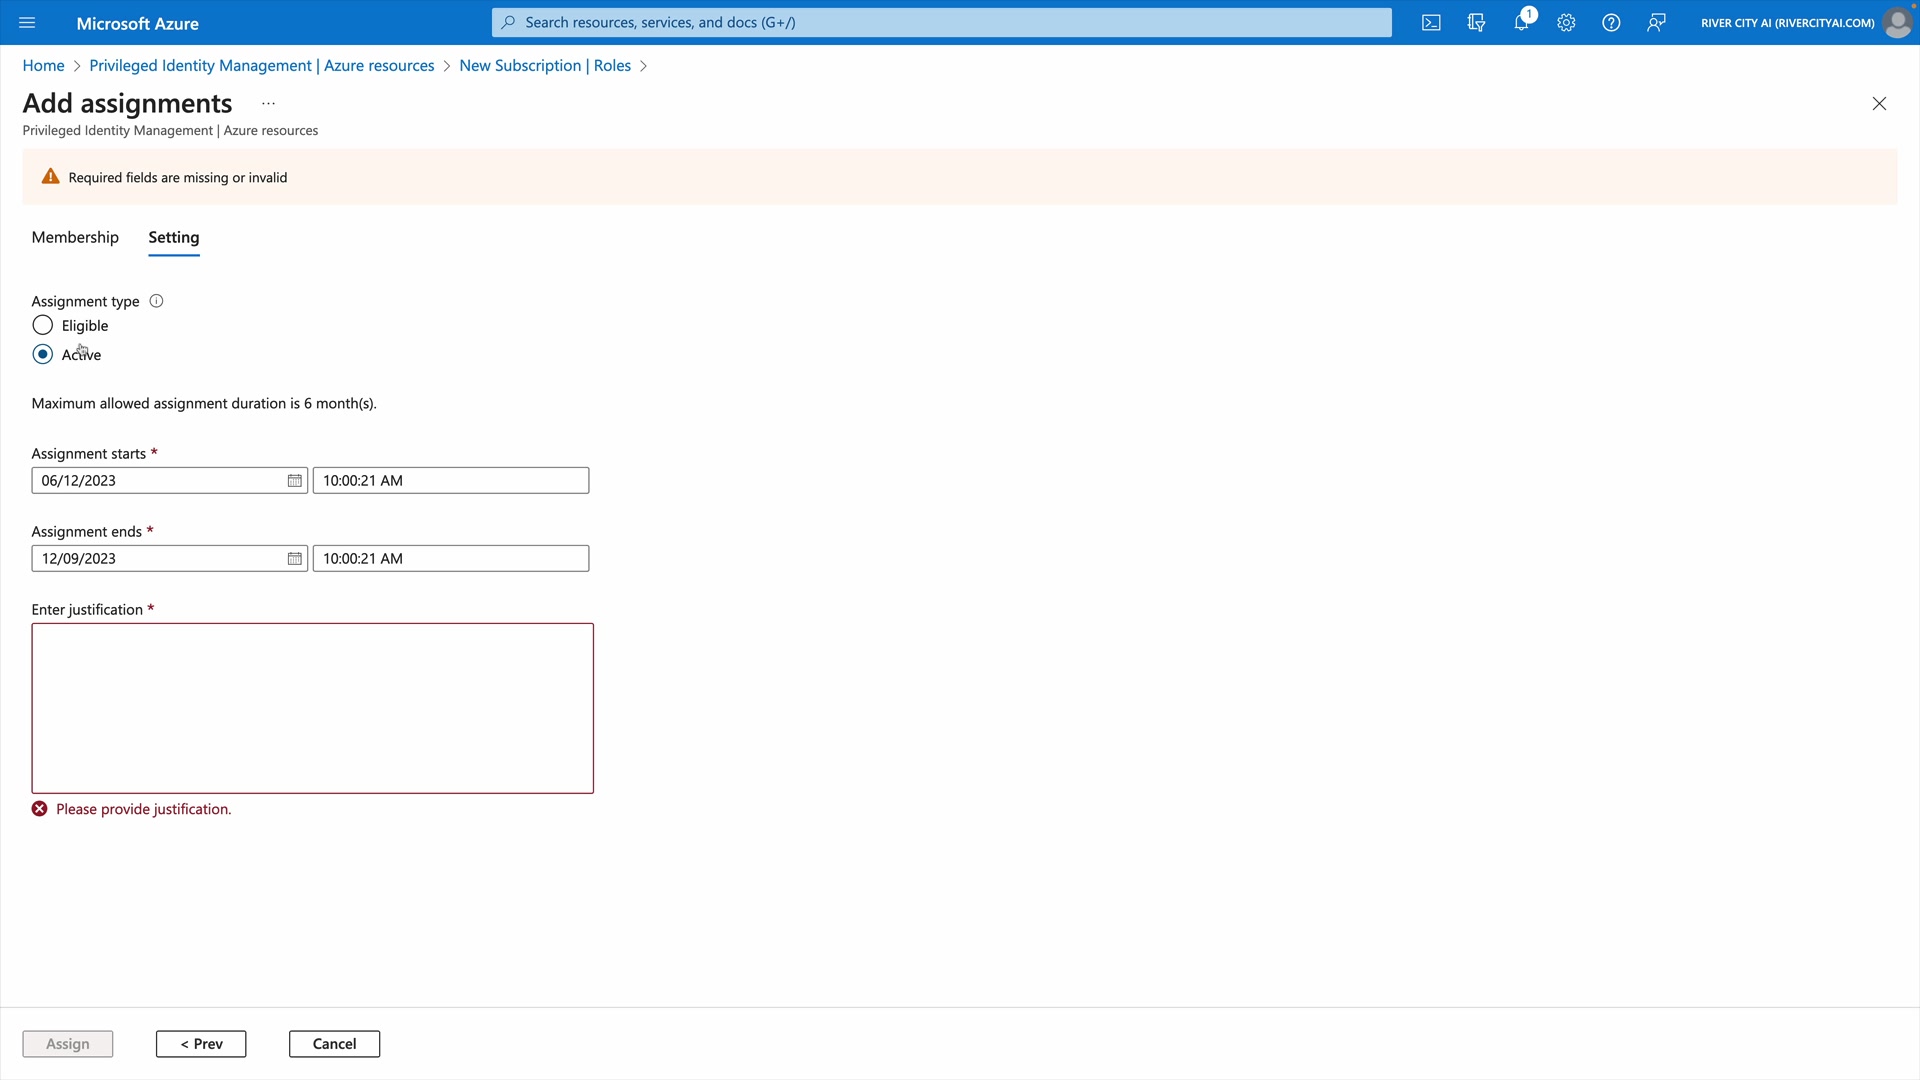 Microsoft Azure
Search resources, services, and docs (G+/)
1
RIVER CITY AI (RIVERCITYAI.COM)
Home > Privileged Identity Management | Azure resources > New Subscription | Roles >
Add assignments ...
Privileged Identity Management | Azure resources
Required fields are missing or invalid
Membership Setting
Assignment type
Eligible
Active
Maximum allowed assignment duration is 6 month(s).
Assignment starts *
06/12/2023 10:00:21 AM
Assignment ends *
12/09/2023 10:00:21 AM
Enter justification *
Please provide justification.
Assign < Prev Cancel